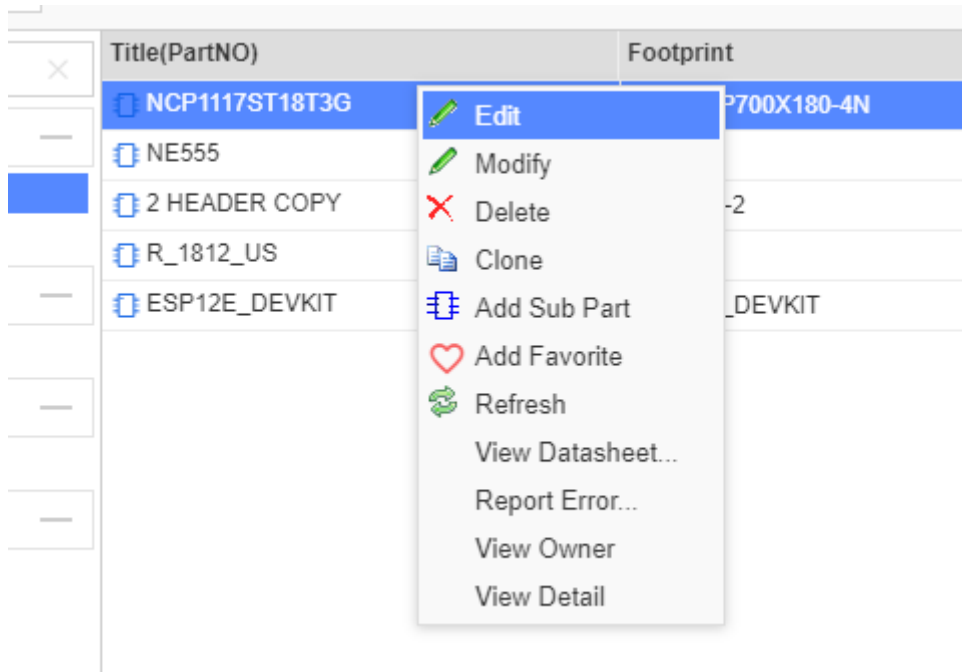 Title(PartNO) Footprint
NCP1117ST18T3G P700X180-4N
NE555
2 HEADER COPY -2
R_1812_US
ESP12E_DEVKIT _DEVKIT
Edit
Modify
Delete
Clone
Add Sub Part
Add Favorite
Refresh
View Datasheet...
Report Error...
View Owner
View Detail